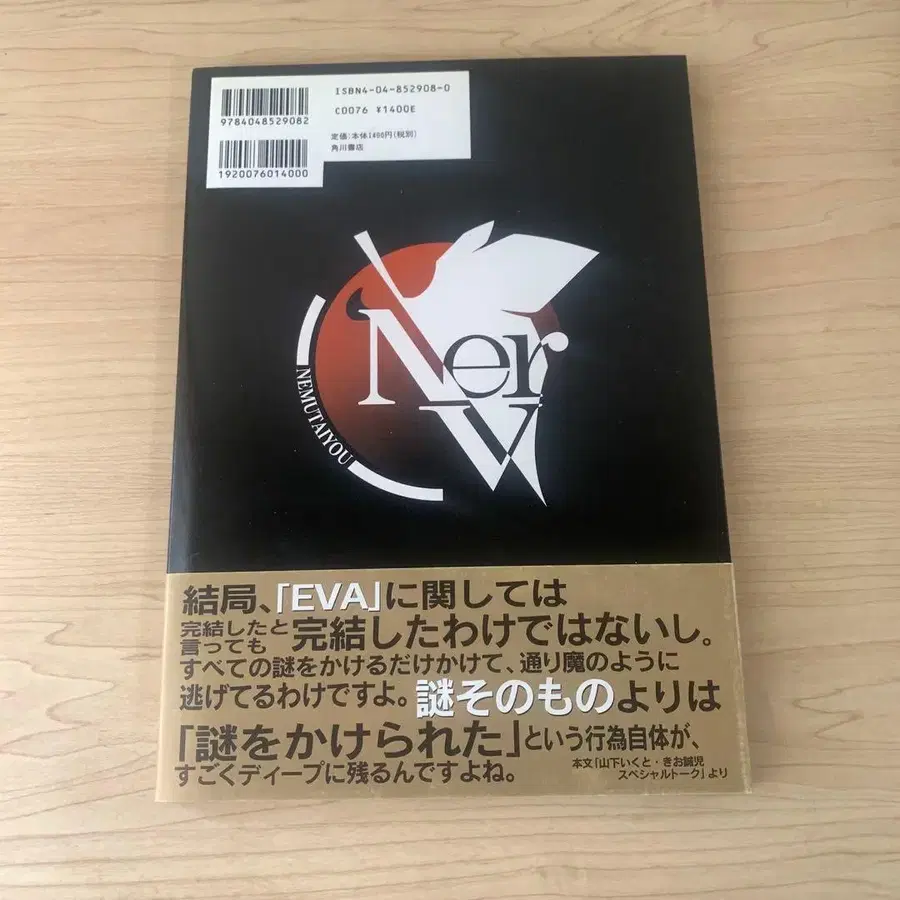 ISBN4-04-852908-0
C0076 ¥1400E
定価:本体1400円(税別)
角川書店
9784048529082
1920076014000
Ner
V
NEMUTAIYOU
結局、「EVA」に関しては
完結したと言っても完結したわけではないし。
すべての謎をかけるだけかけて、通り魔のように
逃げてるわけですよ。謎そのものよりは
「謎をかけられた」という行為自体が、
すごくディープに残るんですよね。
本文「山下いくと・きお誠児
スペシャルトーク」より